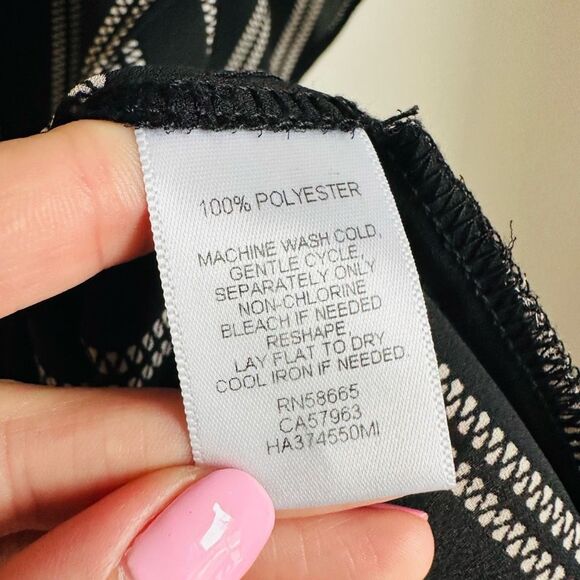 100% POLYESTER
MACHINE WASH COLD,
GENTLE CYCLE,
SEPARATELY ONLY
NON-CHLORINE
BLEACH IF NEEDED
RESHAPE
LAY FLAT TO DRY
COOL IRON IF NEEDED.
RN58665
CA57963
HA374550MI